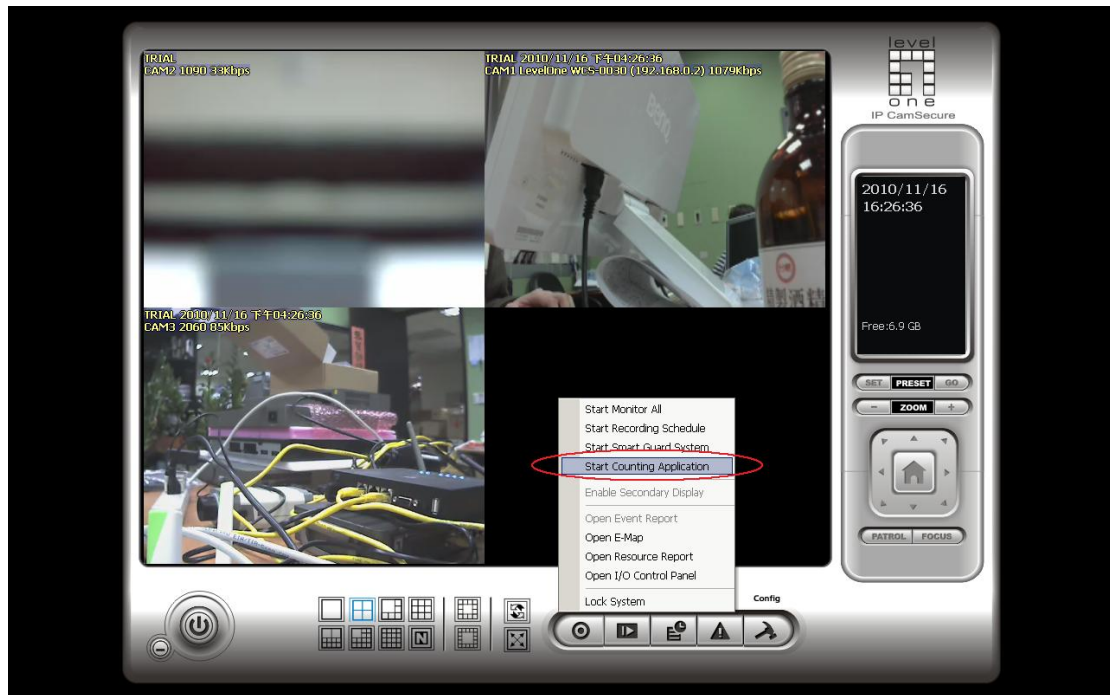 TRIAL
CAM2 1090 33Kbps
TRIAL 2010/11/16 下午04:26:36
CAM1 LevelOne WCS-0030 (192.168.0.2) 1079Kbps
BenQ
TRIAL 2010/11/16 下午04:26:36
CAM3 2060 85Kbps
level
one
IP CamSecure
2010/11/16
16:26:36
Free:6.9 GB
SET PRESET GO
- ZOOM +
PATROL FOCUS
Start Monitor All
Start Recording Schedule
Start Smart Guard System
Start Counting Application
Enable Secondary Display
Open Event Report
Open E-Map
Open Resource Report
Open I/O Control Panel
Lock System
Config
N